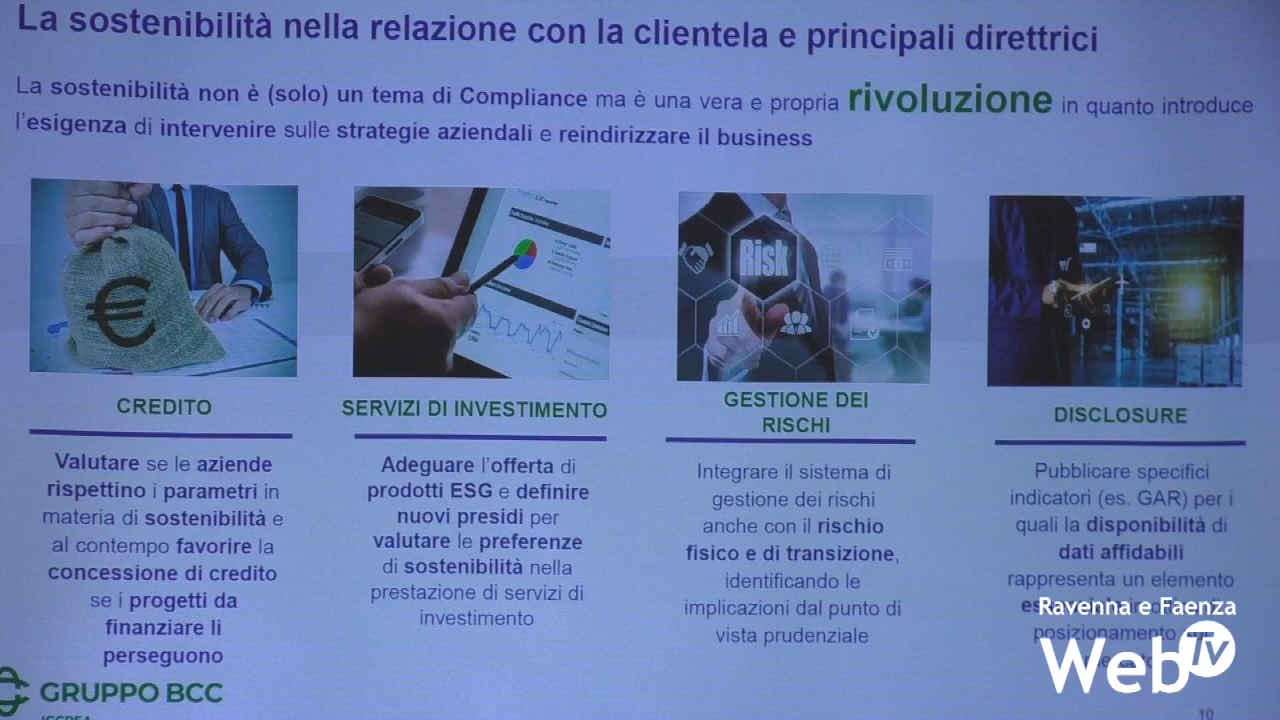 La sostenibilità nella relazione con la clientela e principali direttrici
La sostenibilità non è (solo) un tema di Compliance ma è una vera e propria rivoluzione in quanto introduce
l'esigenza di intervenire sulle strategie aziendali e reindirizzare il business
€
Risk
CREDITO
SERVIZI DI INVESTIMENTO
GESTIONE DEI
RISCHI
DISCLOSURE
Valutare se le aziende
rispettino i parametri in
materia di sostenibilità e
al contempo favorire la
concessione di credito
se i progetti da
finanziare li
perseguono
Adeguare l'offerta di
prodotti ESG e definire
nuovi presidi per
valutare le preferenze
di sostenibilità nella
prestazione di servizi di
investimento
Integrare il sistema di
gestione dei rischi
anche con il rischio
fisico e di transizione,
identificando le
implicazioni dal punto di
vista prudenziale
Pubblicare specifici
indicatori (es. GAR) per i
quali la disponibilità di
dati affidabili
rappresenta un elemento
posizionamento
Ravenna e Faenza
Web Tv
GRUPPO BCC
ICCREA
10